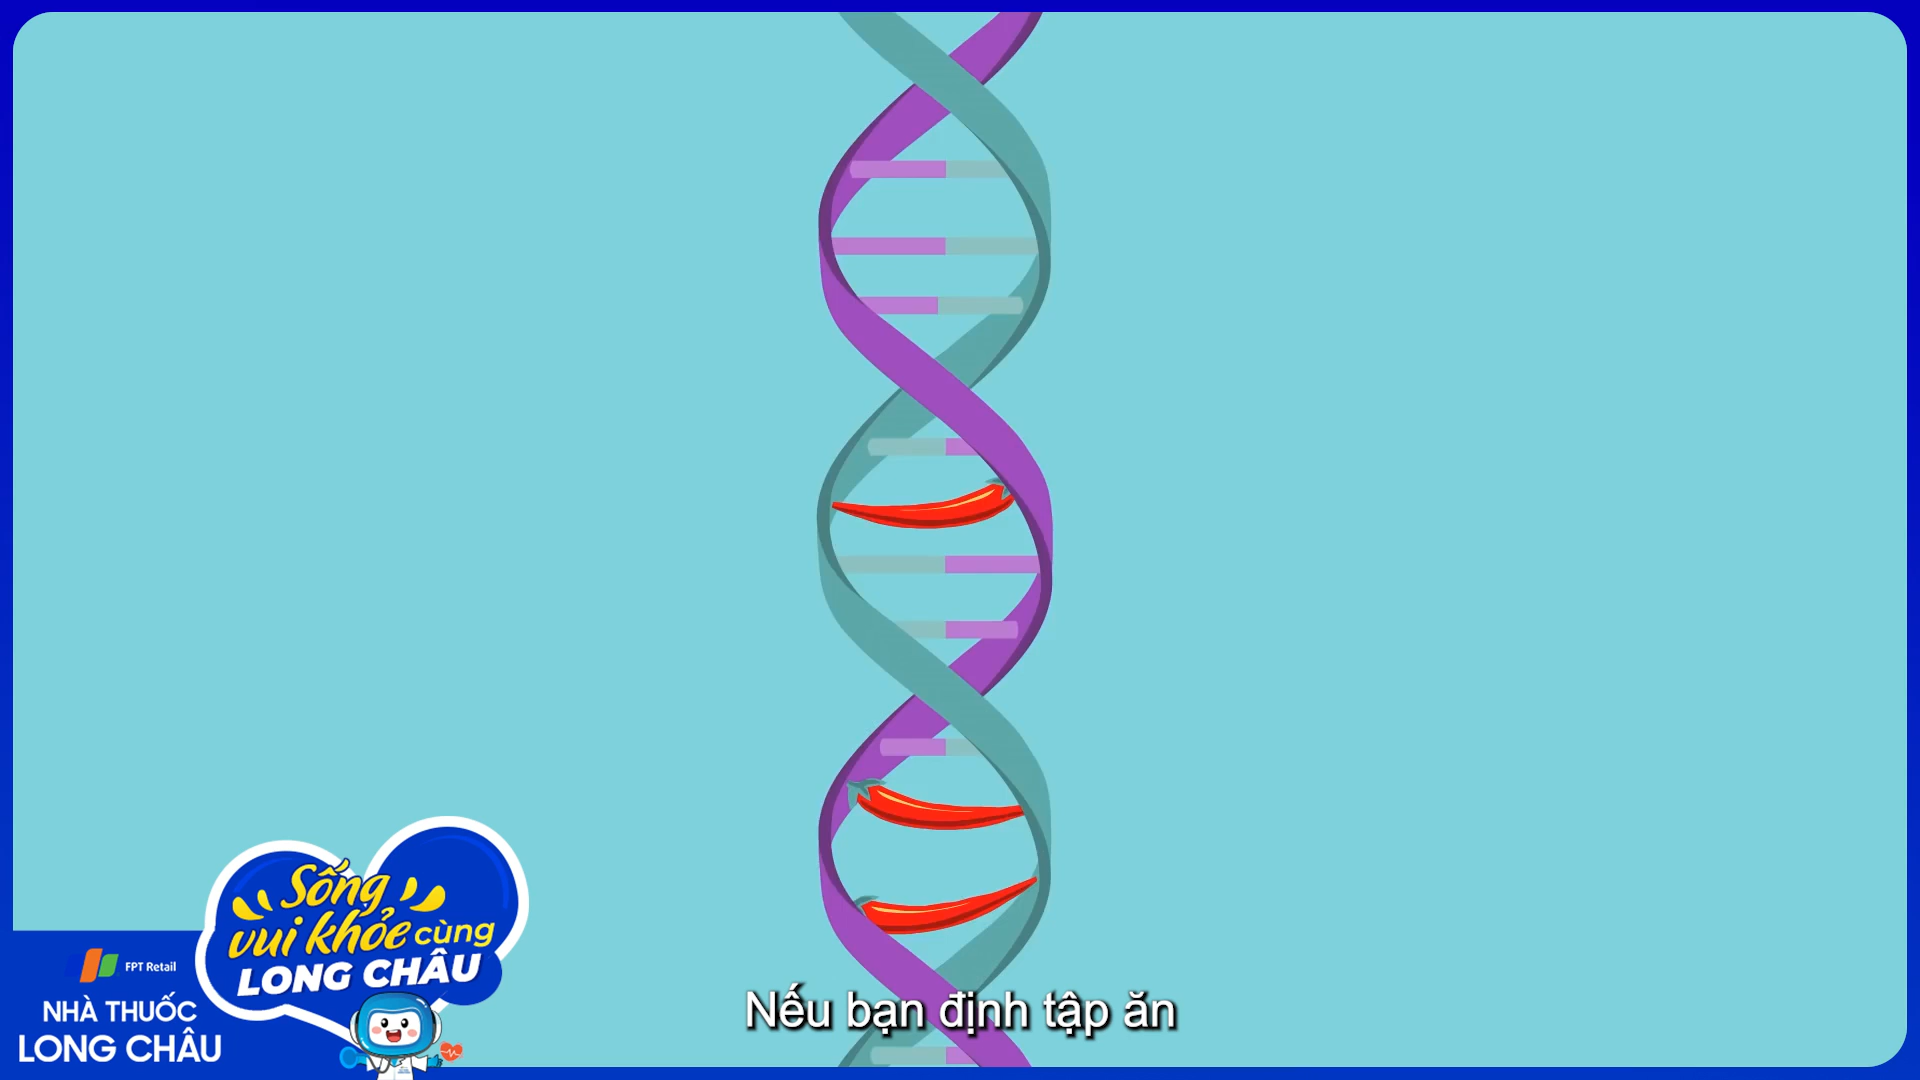 Sống
vui khỏe cùng
LONG CHÂU
FPT Retail
NHÀ THUỐC
LONG CHÂU
Nếu bạn định tập ăn